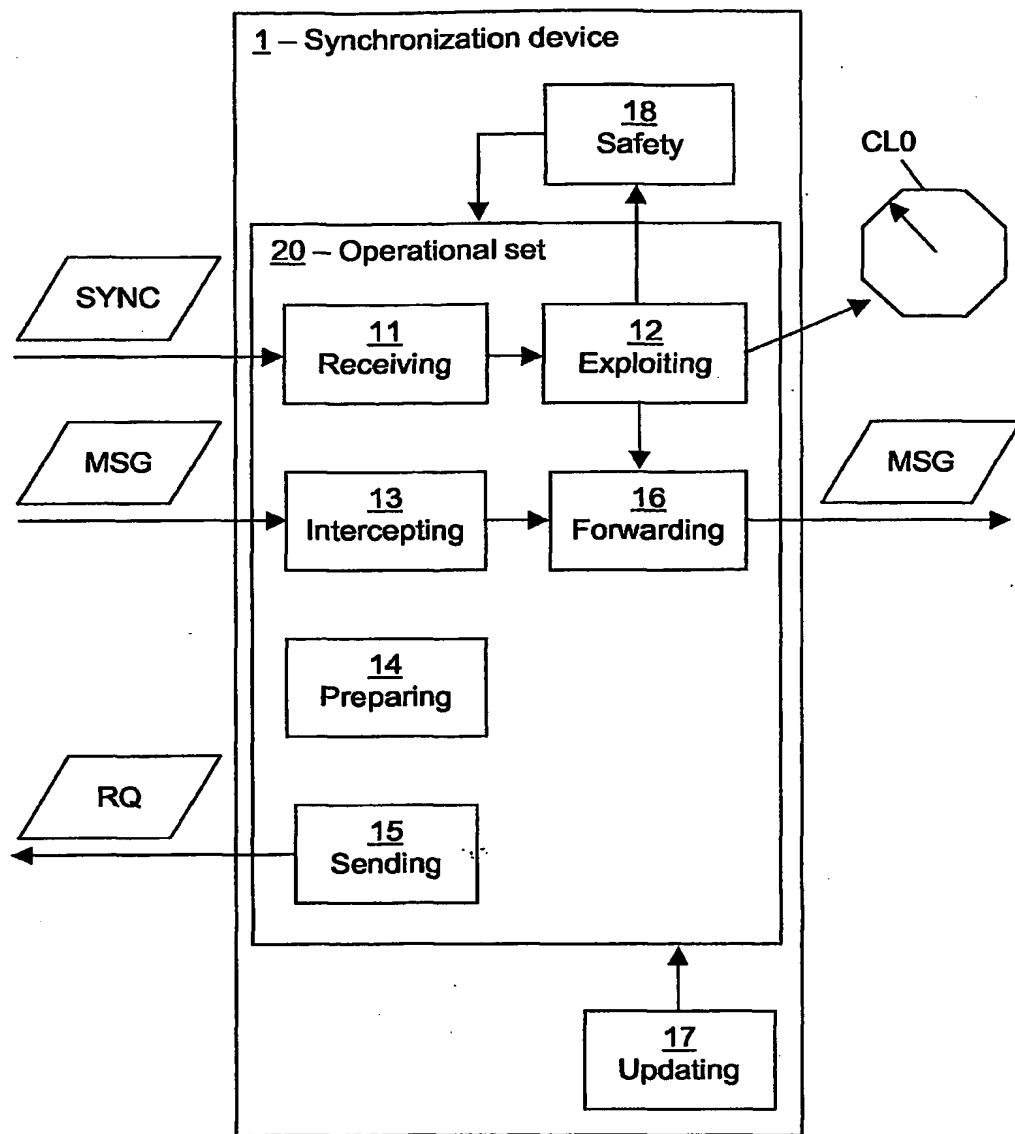 1 – Synchronization device
18
Safety
CL0
20 – Operational set
SYNC
11
Receiving
12
Exploiting
MSG
13
Intercepting
16
Forwarding
MSG
14
Preparing
RQ
15
Sending
17
Updating